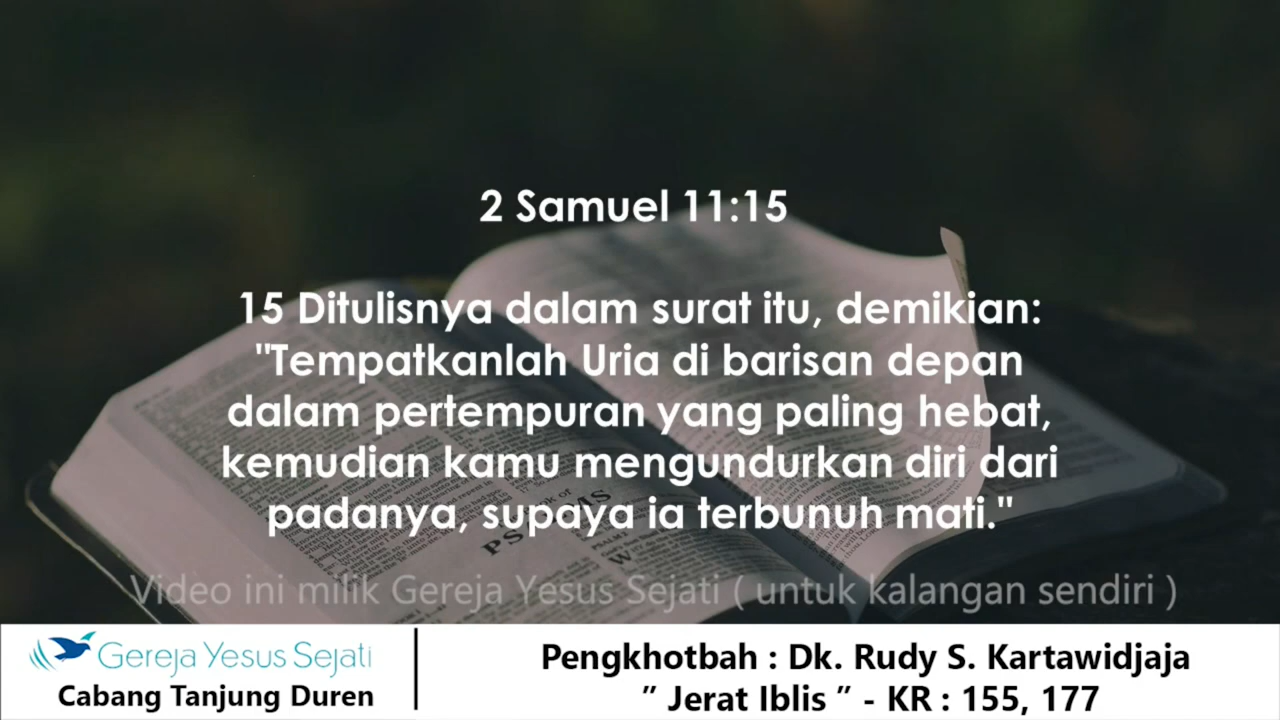 2 Samuel 11:15
15 Ditulisnya dalam surat itu, demikian:
"Tempatkanlah Uria di barisan depan
dalam pertempuran yang paling hebat,
kemudian kamu mengundurkan diri dari
padanya, supaya ia terbunuh mati."
Video ini milik Gereja Yesus Sejati ( untuk kalangan sendiri )
Gereja Yesus Sejati
Cabang Tanjung Duren
Pengkhotbah : Dk. Rudy S. Kartawidjaja
” Jerat Iblis ” - KR : 155, 177